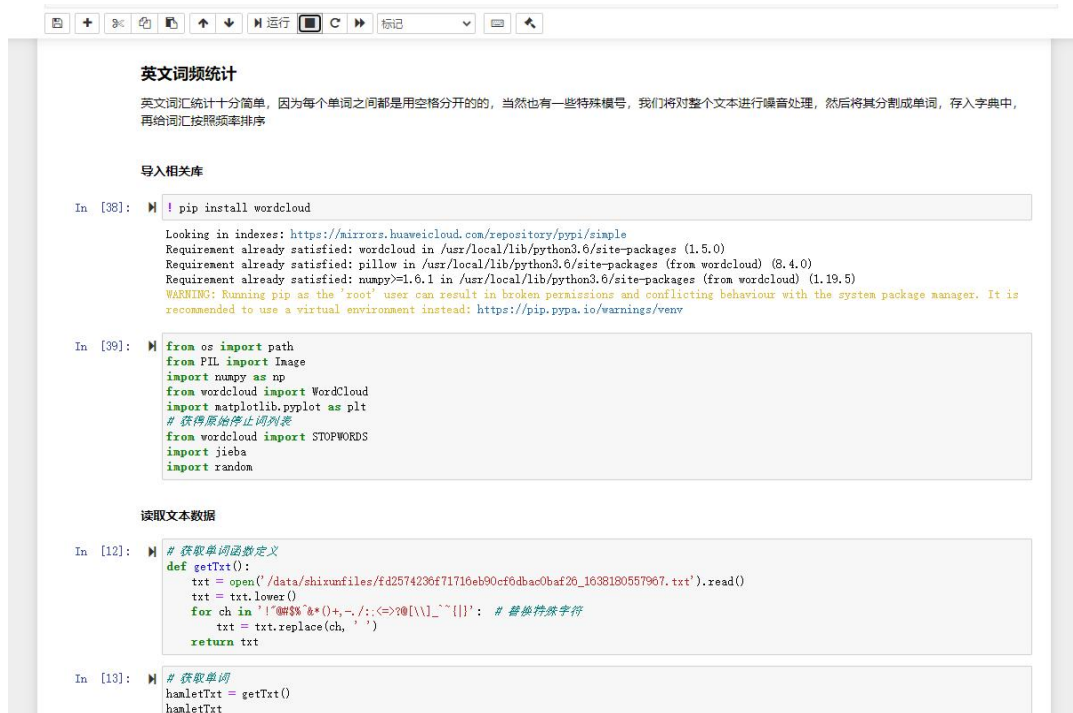 运行
标记
英文词频统计
英文词汇统计十分简单，因为每个单词之间都是用空格分开的的，当然也有一些特殊模号，我们将对整个文本进行噪音处理，然后将其分割成单词，存入字典中，
再给词汇按照频率排序
导入相关库
In [38]: ! pip install wordcloud
Looking in indexes: https://mirrors.huaweicloud.com/repository/pypi/simple
Requirement already satisfied: wordcloud in /usr/local/lib/python3.6/site-packages (1.5.0)
Requirement already satisfied: pillow in /usr/local/lib/python3.6/site-packages (from wordcloud) (8.4.0)
Requirement already satisfied: numpy>=1.6.1 in /usr/local/lib/python3.6/site-packages (from wordcloud) (1.19.5)
WARNING: Running pip as the 'root' user can result in broken permissions and conflicting behaviour with the system package manager. It is
recommended to use a virtual environment instead: https://pip.pypa.io/warnings/venv
In [39]: from os import path
from PIL import Image
import numpy as np
from wordcloud import WordCloud
import matplotlib.pyplot as plt
# 获得原始停止词列表
from wordcloud import STOPWORDS
import jieba
import random
读取文本数据
In [12]: # 获取单词函数定义
def getTxt():
txt = open('/data/shixunfiles/fd2574236f71716eb90cf6dbac0baf26_1638180557967.txt').read()
txt = txt.lower()
for ch in '!"@#$%^&*()+,-./:;<=>?@[\\]_`~{|}': # 替换特殊字符
txt = txt.replace(ch, ' ')
return txt
In [13]: # 获取单词
hamletTxt = getTxt()
hamletTxt